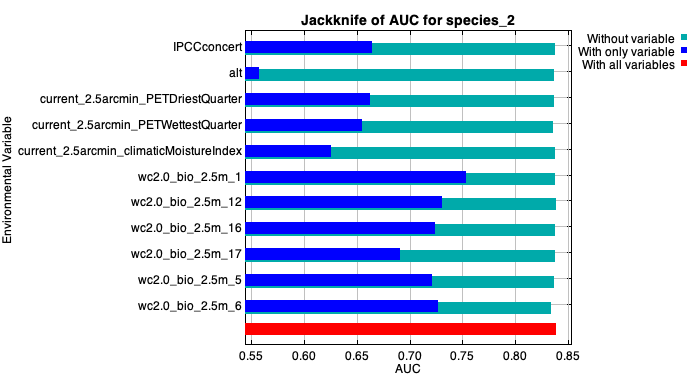 Jackknife of AUC for species_2
Without variable
With only variable
With all variables
Environmental Variable
IPCCconcert
alt
current_2.5arcmin_PETDriestQuarter
current_2.5arcmin_PETWettestQuarter
current_2.5arcmin_climaticMoistureIndex
wc2.0_bio_2.5m_1
wc2.0_bio_2.5m_12
wc2.0_bio_2.5m_16
wc2.0_bio_2.5m_17
wc2.0_bio_2.5m_5
wc2.0_bio_2.5m_6
0.55 0.60 0.65 0.70 0.75 0.80 0.85
AUC